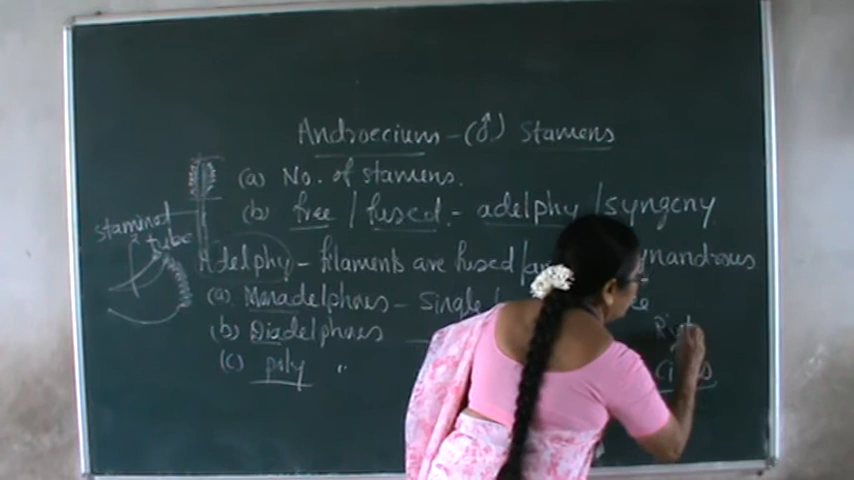 Androecium - (♂) Stamens
(a) No. of stamens.
(b) free / fused - adelphy / syngeny
staminal
tube
Adelphy - filaments are fused / ynandrous
(a) Monadelphous - Single
(b) Diadelphous
(c) poly "